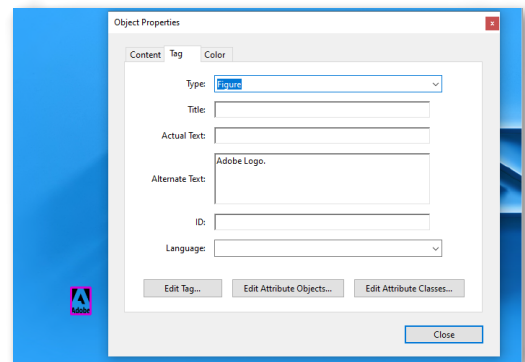 Object Properties
x
Content Tag Color
Type: Figure
Title:
Actual Text:
Alternate Text: Adobe Logo.
ID:
Language:
Edit Tag... Edit Attribute Objects... Edit Attribute Classes...
Adobe
Close